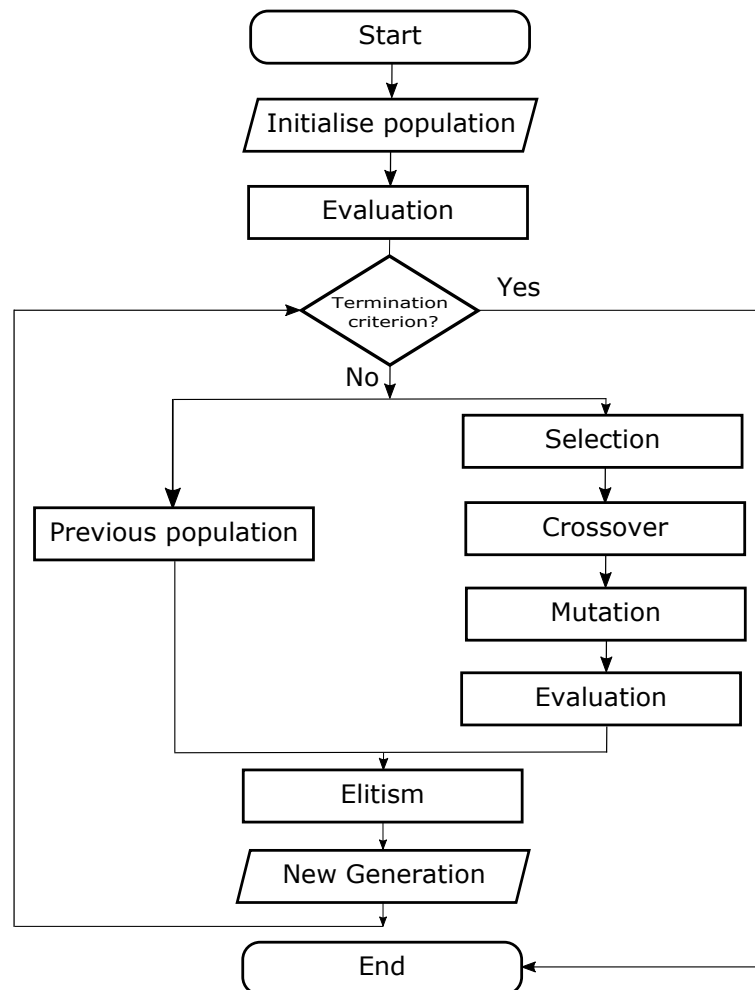 Start
Initialise population
Evaluation
Termination
criterion?
Yes
No
Selection
Previous population
Crossover
Mutation
Evaluation
Elitism
New Generation
End